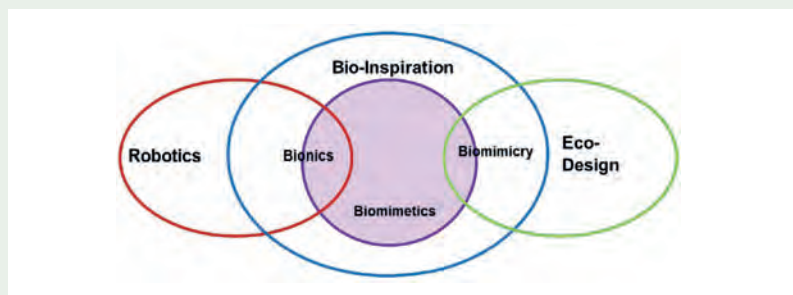 Bio-Inspiration
Robotics
Bionics
Biomimicry
Eco-
Design
Biomimetics